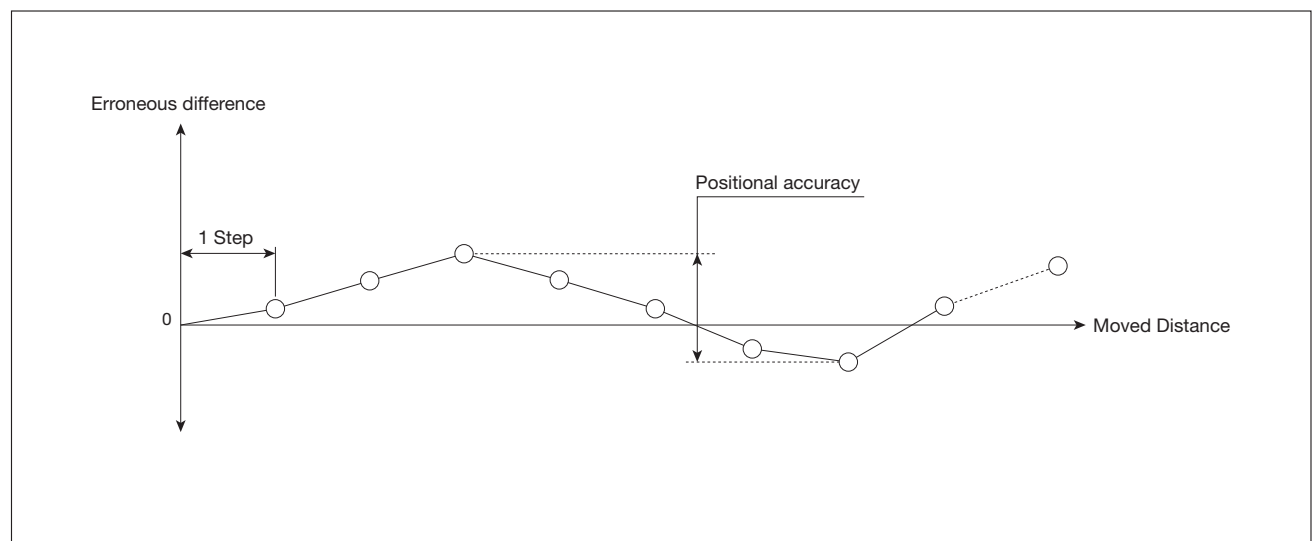 Erroneous difference
Positional accuracy
1 Step
0
Moved Distance